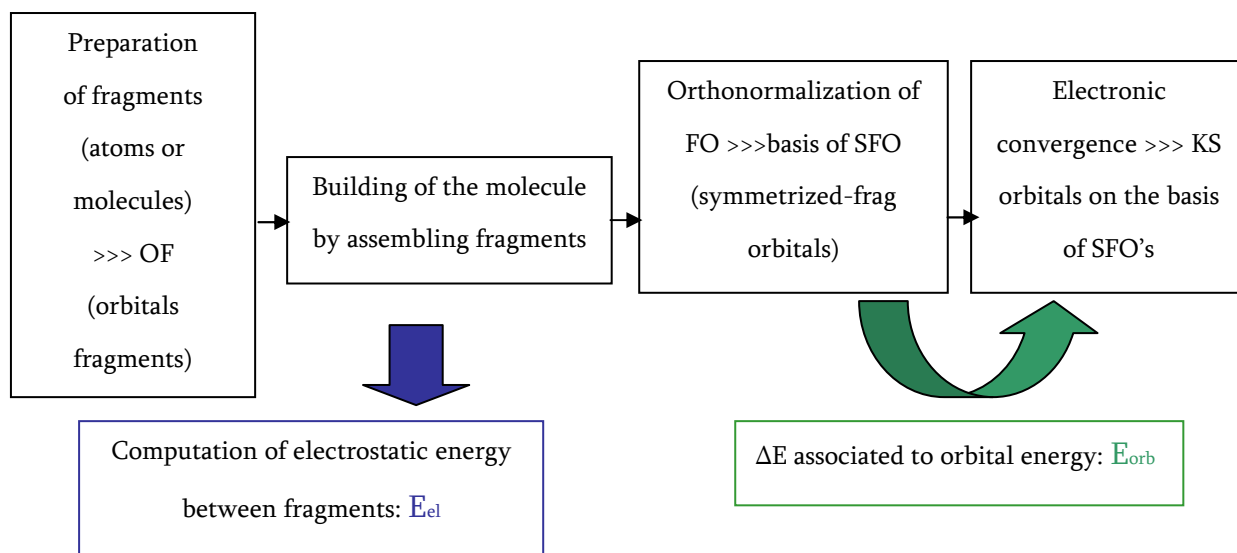 Preparation
of fragments
(atoms or
molecules)
>>> OF
(orbitals
fragments)
Building of the molecule
by assembling fragments
Orthonormalization of
FO >>>basis of SFO
(symmetrized-frag
orbitals)
Electronic
convergence >>> KS
orbitals on the basis
of SFO's
Computation of electrostatic energy
between fragments: Eel
ΔE associated to orbital energy: Eorb